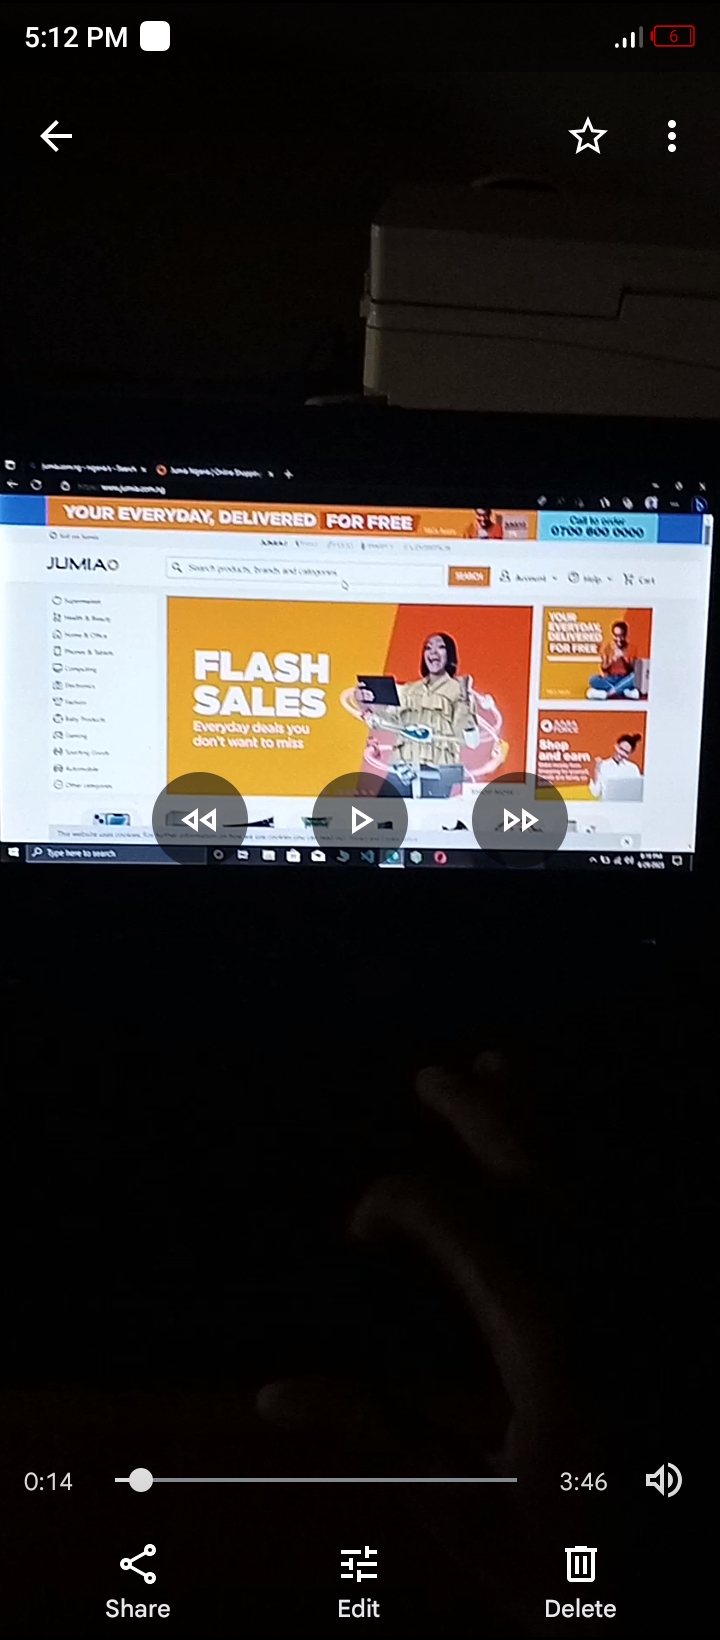 5:12 PM
6
www.jumia.com.ng
YOUR EVERYDAY, DELIVERED FOR FREE
Call to order
0700 600 0000
JUMIA
Search products, brands and categories
SEARCH
Account
Help
Cart
Supermarket
Health & Beauty
Home & Office
Phones & Tablets
Computing
Electronics
Fashion
Baby Products
Gaming
Sporting Goods
Automobile
Other categories
FLASH
SALES
Everyday deals you
don't want to miss
YOUR
EVERYDAY,
DELIVERED
FOR FREE
Shop
and earn
Type here to search
0:14
3:46
Share
Edit
Delete